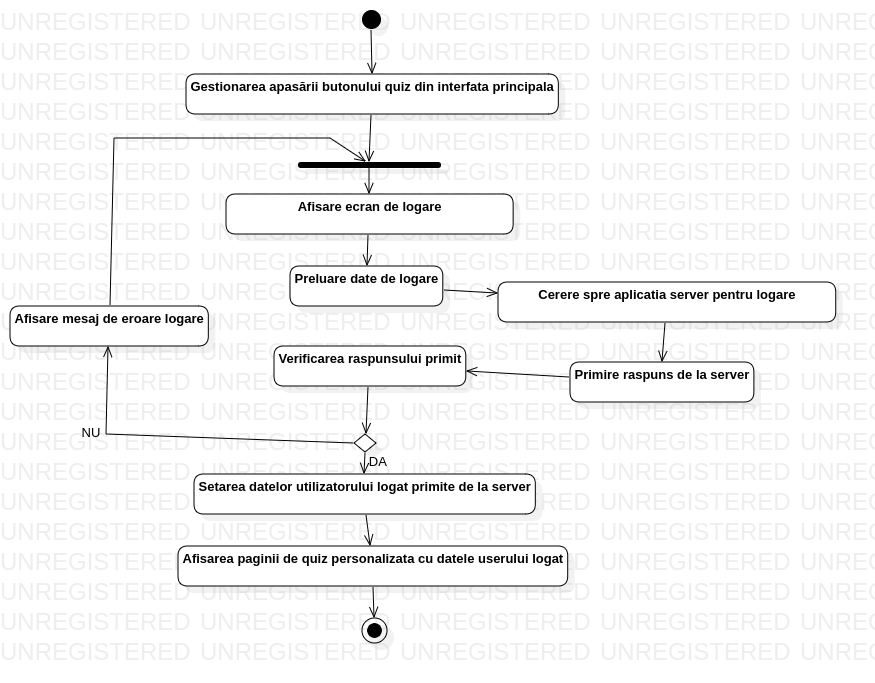 UNREGISTERED UNREGISTERED UNREGISTERED UNREGISTERED UNREGISTERED
Gestionarea apasării butonului quiz din interfata principala
Afisare ecran de logare
Preluare date de logare
Cerere spre aplicatia server pentru logare
Afisare mesaj de eroare logare
Verificarea raspunsului primit
Primire raspuns de la server
NU
DA
Setarea datelor utilizatorului logat primite de la server
Afisarea paginii de quiz personalizata cu datele userului logat